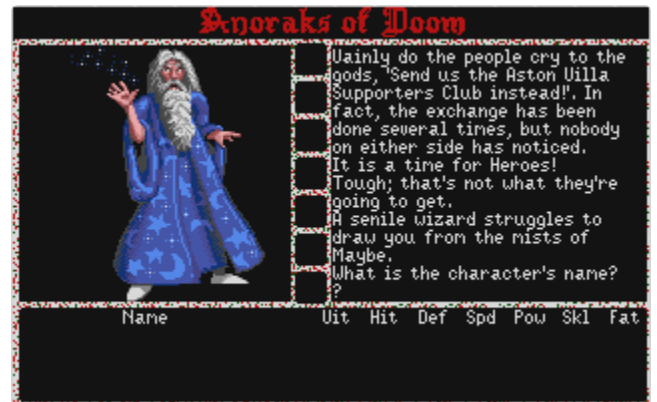 Anoraks of Doom
Vainly do the people cry to the
gods, 'Send us the Aston Villa
Supporters Club instead!'. In
fact, the exchange has been
done several times, but nobody
on either side has noticed.
It is a time for Heroes!
Tough; that's not what they're
going to get.
A senile wizard struggles to
draw you from the mists of
Maybe.
What is the character's name?
?
Name Vit Hit Def Spd Pow Skl Fat